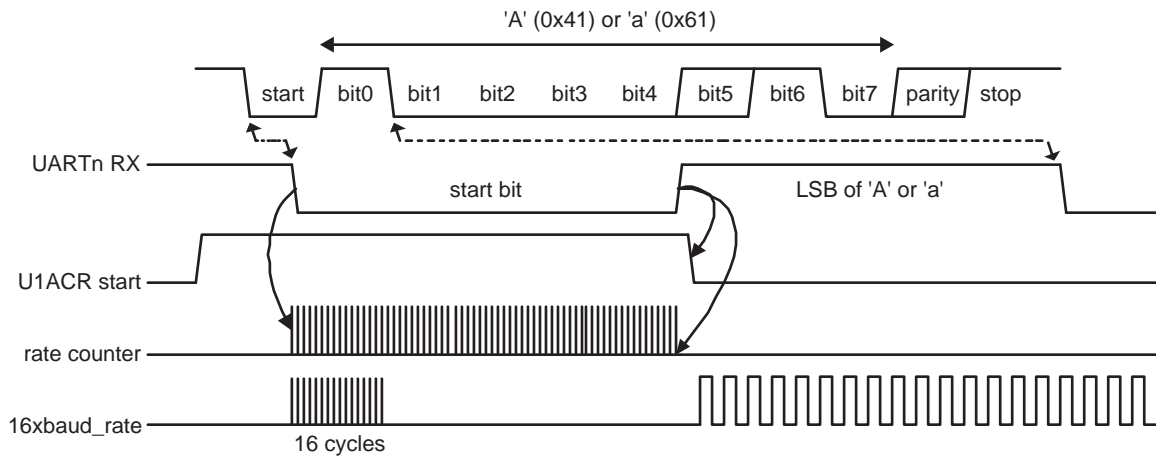 'A' (0x41) or 'a' (0x61)
start bit0 bit1 bit2 bit3 bit4 bit5 bit6 bit7 parity stop
UARTn RX
start bit
LSB of 'A' or 'a'
U1ACR start
rate counter
16xbaud_rate
16 cycles